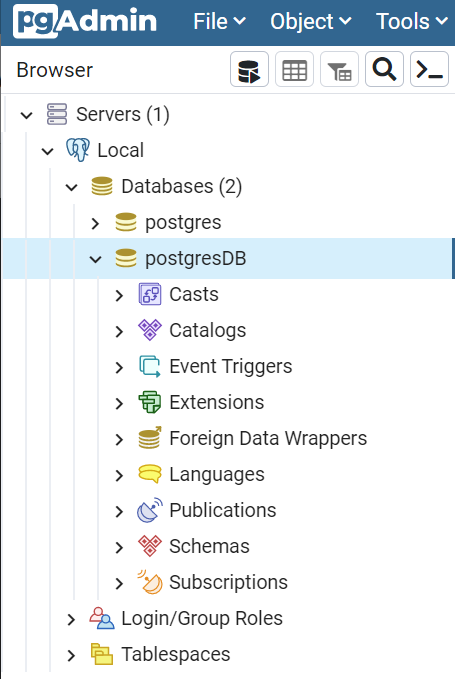 pgAdmin File Object Tools
Browser
Servers (1)
Local
Databases (2)
postgres
postgresDB
Casts
Catalogs
Event Triggers
Extensions
Foreign Data Wrappers
Languages
Publications
Schemas
Subscriptions
Login/Group Roles
Tablespaces